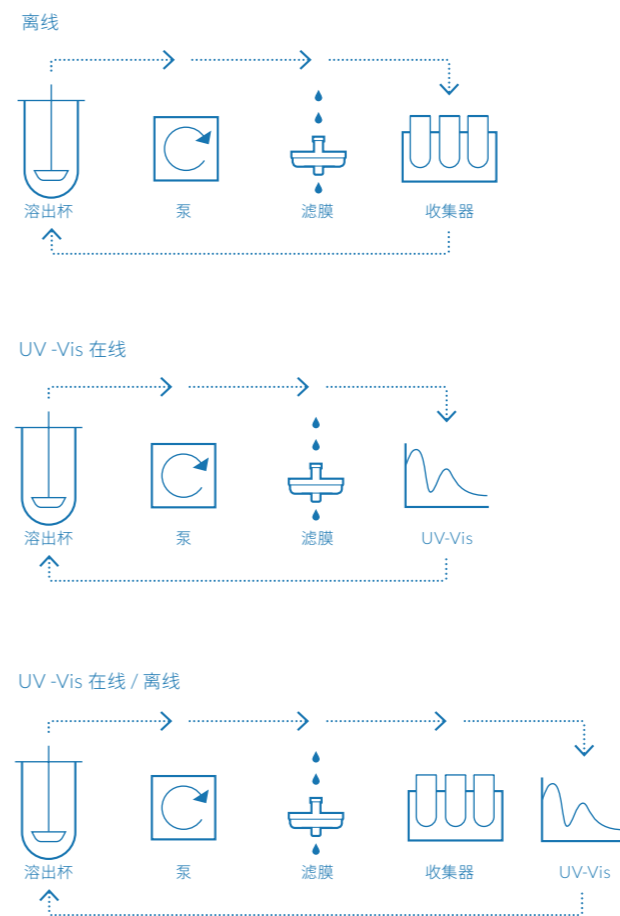 离线
溶出杯 泵 滤膜 收集器
UV -Vis 在线
溶出杯 泵 滤膜 UV-Vis
UV -Vis 在线 / 离线
溶出杯 泵 滤膜 收集器 UV-Vis